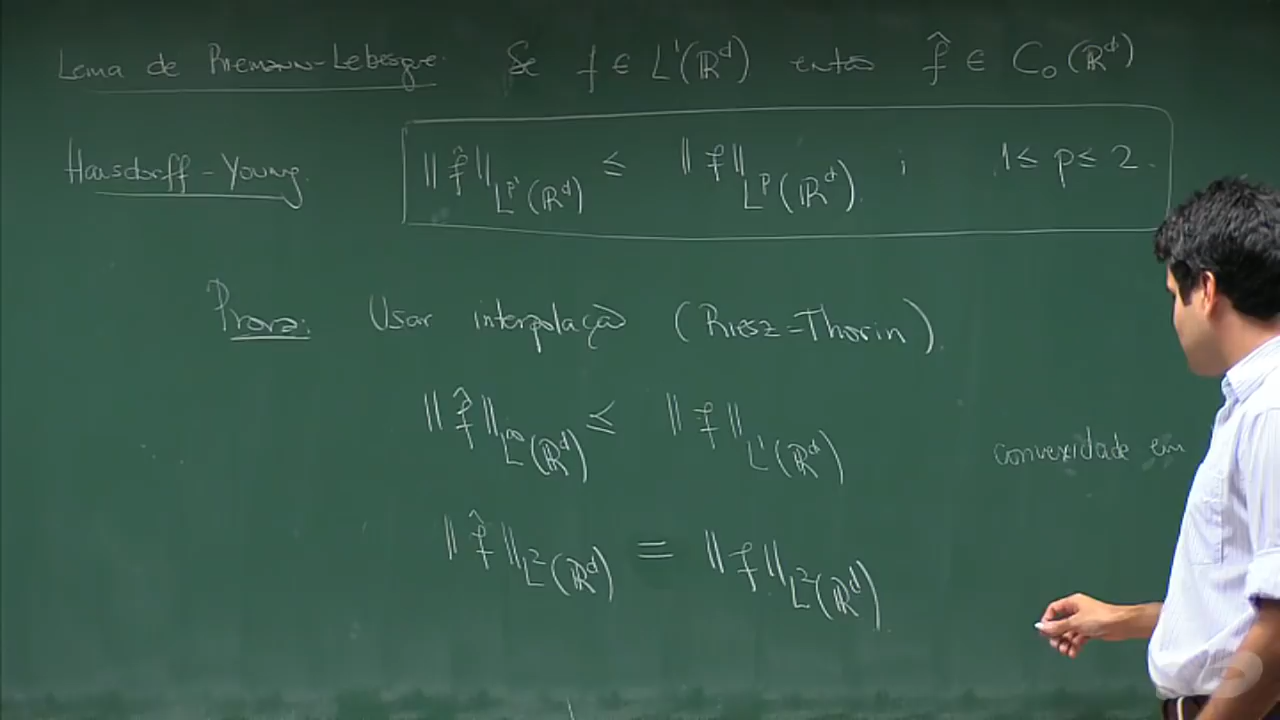 Lema de Riemann-Lebesgue. Se f ∈ L¹(ℝᵈ) então f̂ ∈ C₀(ℝᵈ)
Hausdorff-Young. ‖f̂‖_{L^{p'}(ℝᵈ)} ≤ ‖f‖_{L^p(ℝᵈ)} ; 1 ≤ p ≤ 2.
Prova: Usar interpolação (Riesz-Thorin).
‖f̂‖_{L^∞(ℝᵈ)} ≤ ‖f‖_{L¹(ℝᵈ)}
convexidade em
‖f̂‖_{L²(ℝᵈ)} = ‖f‖_{L²(ℝᵈ)}